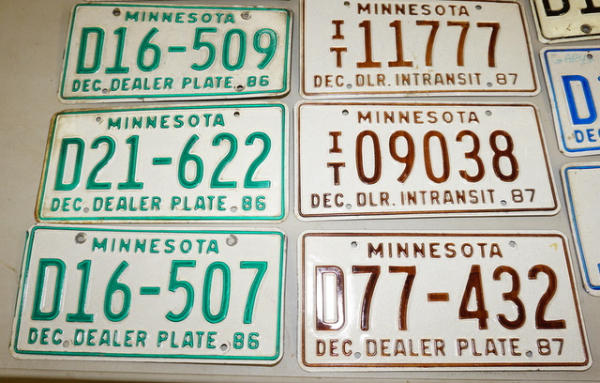 MINNESOTA
D16-509
DEC. DEALER PLATE. 86
MINNESOTA
IT 11777
DEC. DLR. INTRANSIT. 87
MINNESOTA
D21-622
DEC. DEALER PLATE. 86
MINNESOTA
IT 09038
DEC. DLR. INTRANSIT. 87
MINNESOTA
D16-507
DEC. DEALER PLATE. 86
MINNESOTA
D77-432
DEC. DEALER PLATE. 87
D1
D
DEC